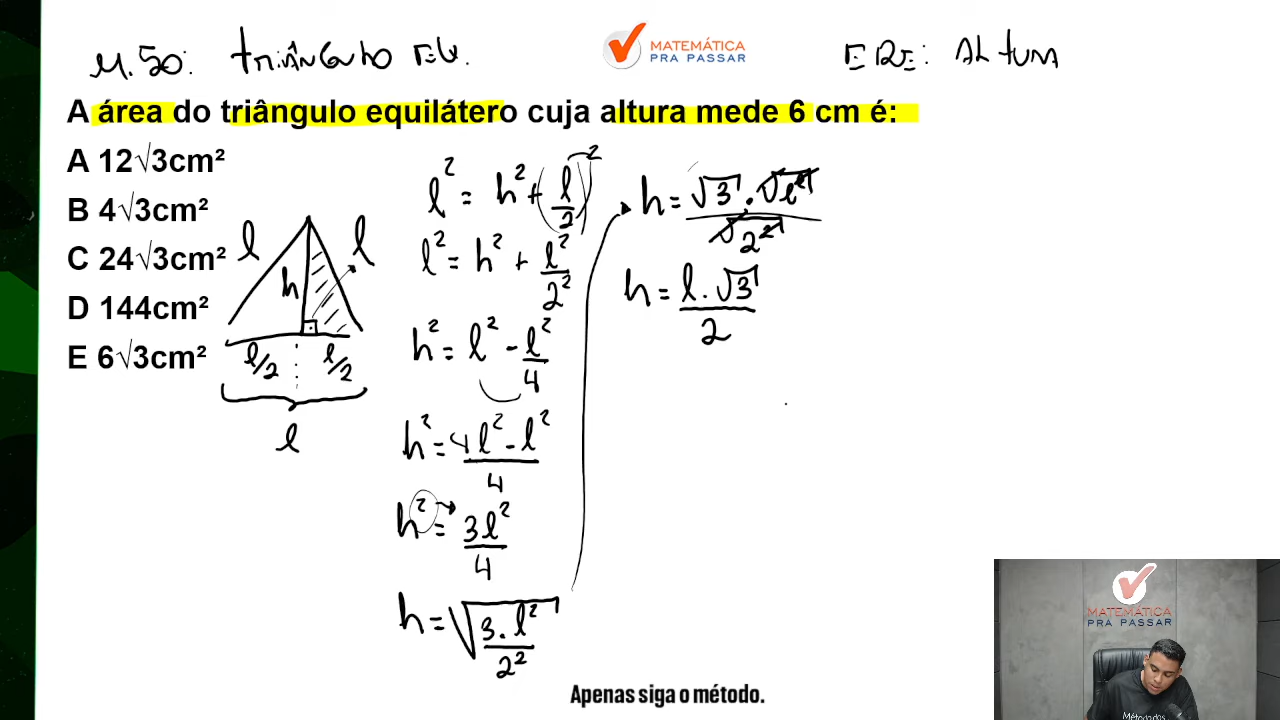 M.50: triângulo EQ.
MATEMÁTICA
PRA PASSAR
ERE: ALTURA
A área do triângulo equilátero cuja altura mede 6 cm é:
A 12√3cm²
B 4√3cm²
C 24√3cm²
D 144cm²
E 6√3cm²
l l
h
l/2 l/2
l
l² = h² + (l/2)²
l² = h² + l²/2²
h² = l² - l²/4
h² = 4l² - l²/4
h² = 3l²/4
h = √3.l²/2²
h = √3 . √l²/√2²
h = l.√3/2
MATEMÁTICA
PRA PASSAR
Método dos
Apenas siga o método.